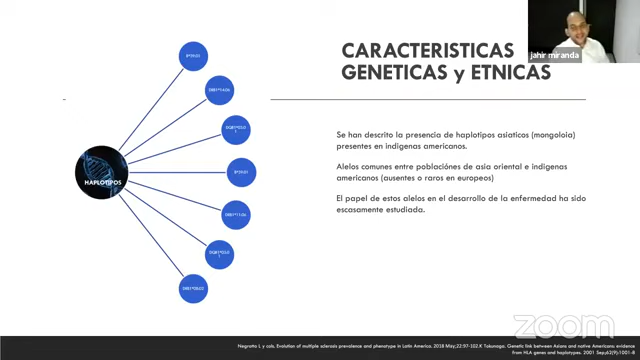 jahir miranda
CARACTERISTICAS
GENETICAS y ETNICAS
HAPLOTIPOS
Se han descrito la presencia de haplotipos asiaticos (mongoloia)
presentes en indigenas americanos.
Alelos comunes entre poblaciónes de asia oriental e indigenas
americanos (ausentes o raros en europeos)
El papel de estos alelos en el desarrollo de la enfermedad ha sido
escasamente estudiada.
zoom
Negrotto L y cols. Evolution of multiple sclerosis prevalence and phenotype in Latin America. 2018 May;22:97-102.K Tokunaga. Genetic link between Asians and native Americans: evidence
from HLA genes and haplotypes. 2001 Sep;62(9):1001-8